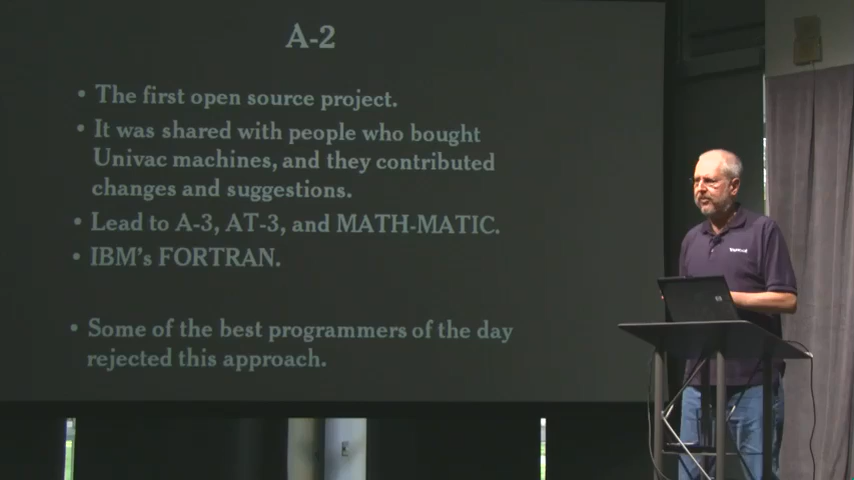 A-2
• The first open source project.
• It was shared with people who bought
Univac machines, and they contributed
changes and suggestions.
• Lead to A-3, AT-3, and MATH-MATIC.
• IBM's FORTRAN.
• Some of the best programmers of the day
rejected this approach.